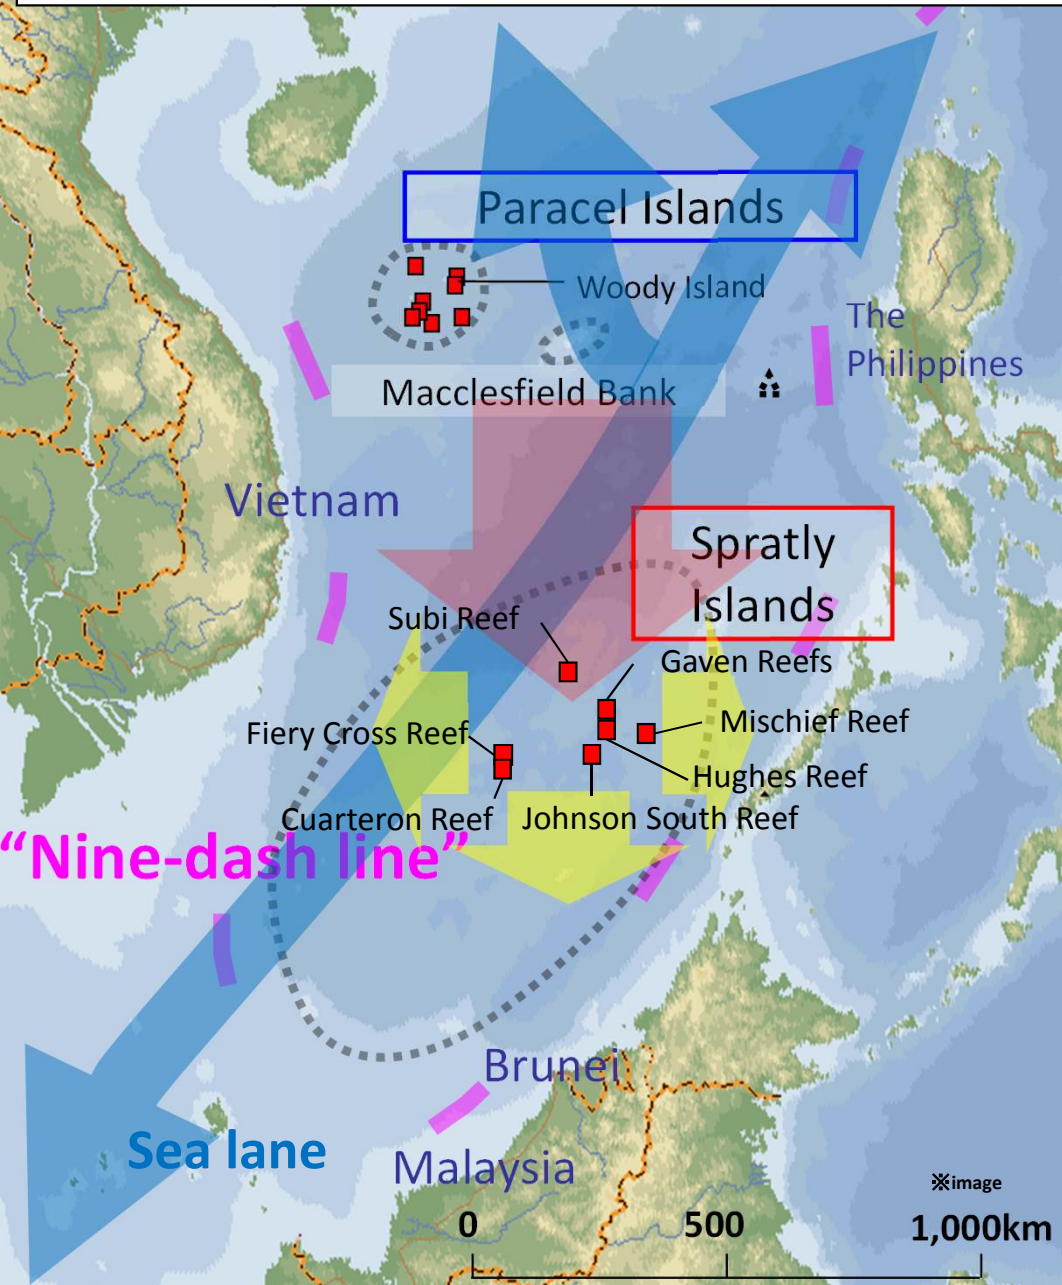 Paracel Islands
Woody Island
The
Philippines
Macclesfield Bank
Vietnam
Spratly
Islands
Subi Reef
Gaven Reefs
Mischief Reef
Fiery Cross Reef
Hughes Reef
Cuarteron Reef
Johnson South Reef
“Nine-dash line”
Brunei
Sea lane
Malaysia
※image
0
500
1,000km